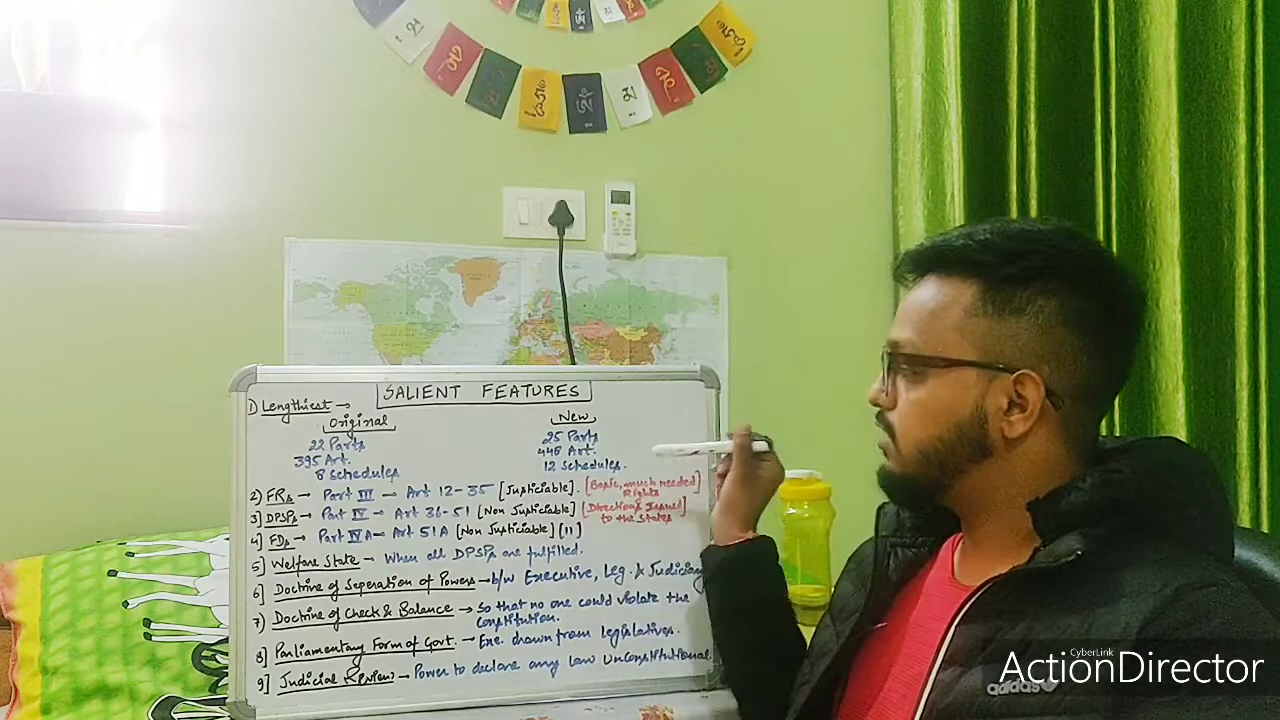 SALIENT FEATURES
1) Lengthiest →
Original
22 Parts
395 Art.
8 Schedules
New
25 Parts
448 Art.
12 Schedules.
2) FRs → Part III → Art 12-35 [Justiciable]. [Basic, much needed Rights]
3] DPSPs → Part IV → Art 36-51 [Non Justiciable] [Directions Issued to the States]
4] FDs → Part IV A → Art 51A [Non Justiciable] [11]
5] Welfare State → When all DPSPs are fulfilled.
6] Doctrine of Seperation of Powers → b/w Executive, Leg. & Judiciary
7) Doctrine of Check & Balance → So that no one could violate the
constitution.
8] Parliamentary Form of Govt. → Exe. drawn from legislatives.
9] Judicial Review → Power to declare any law Unconstitutional.
adidas
CyberLink
ActionDirector